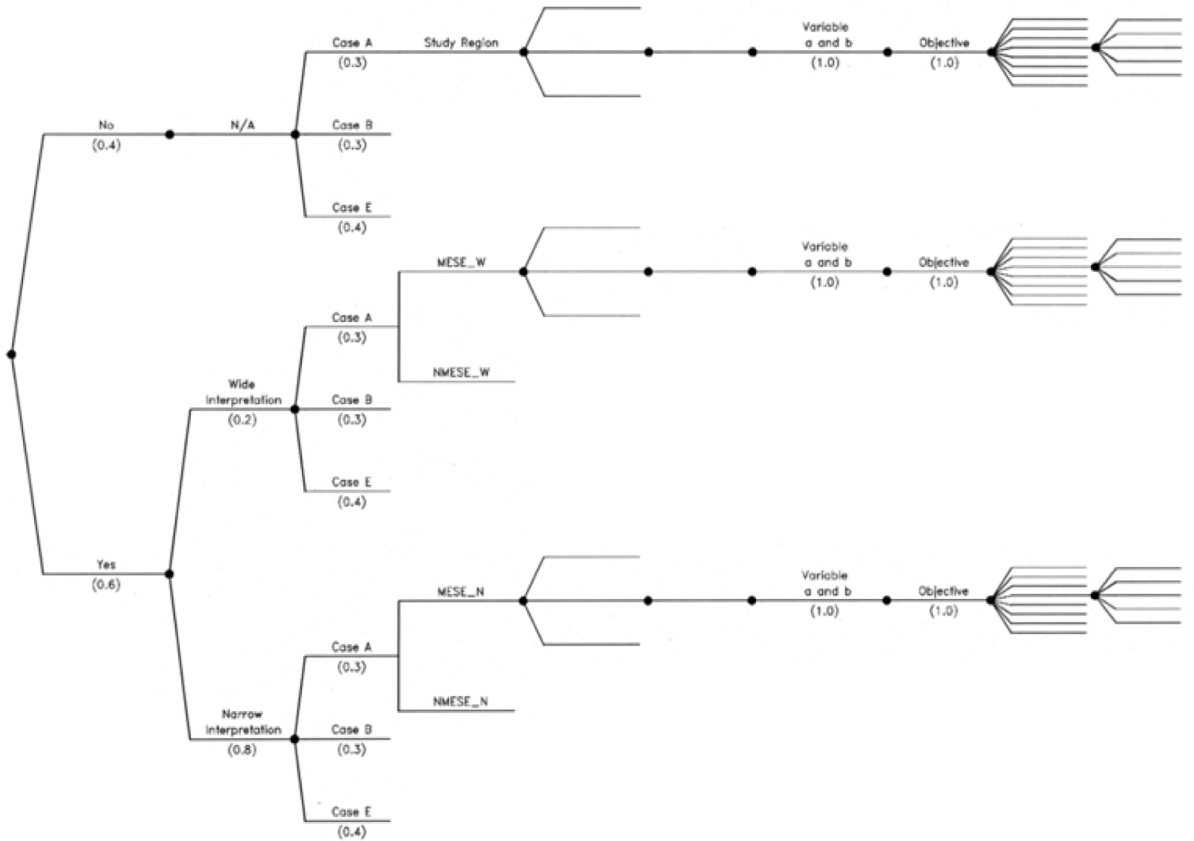 Case A
(0.3)
Study Region
Variable
a and b
(1.0)
Objective
(1.0)
No
(0.4)
N/A
Case B
(0.3)
Case E
(0.4)
MESE_W
Variable
a and b
(1.0)
Objective
(1.0)
Case A
(0.3)
NMESE_W
Wide
Interpretation
(0.2)
Case B
(0.3)
Case E
(0.4)
Yes
(0.6)
MESE_N
Variable
a and b
(1.0)
Objective
(1.0)
Case A
(0.3)
NMESE_N
Narrow
Interpretation
(0.8)
Case B
(0.3)
Case E
(0.4)